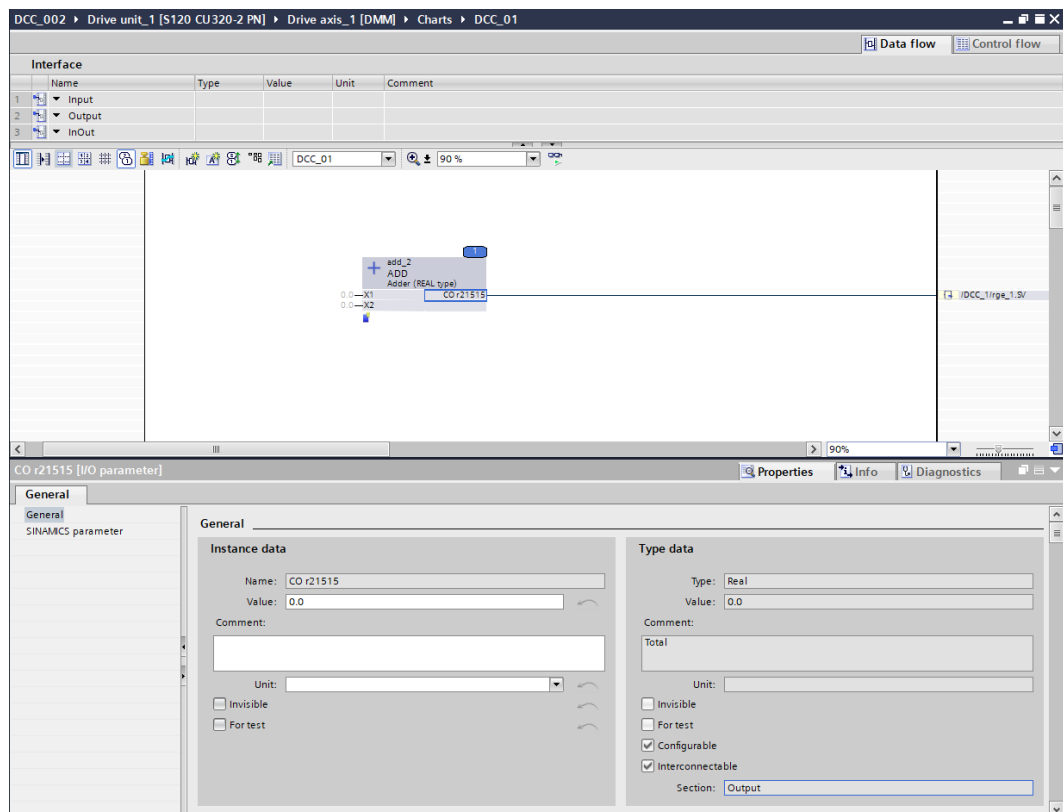 DCC_002 ▸ Drive unit_1 [S120 CU320-2 PN] ▸ Drive axis_1 [DMM] ▸ Charts ▸ DCC_01
Data flow Control flow
Interface
Name Type Value Unit Comment
1 Input
2 Output
3 InOut
DCC_01 90 %
1
add_2
ADD
Adder (REAL type)
0.0 X1 CO r21515 /DCC_1/rge_1.SV
0.0 X2
90%
CO r21515 [I/O parameter] Properties Info Diagnostics
General
General
SINAMICS parameter
General
Instance data
Name: CO r21515
Value: 0.0
Comment:
Unit:
Invisible
For test
Type data
Type: Real
Value: 0.0
Comment:
Total
Unit:
Invisible
For test
Configurable
Interconnectable
Section: Output